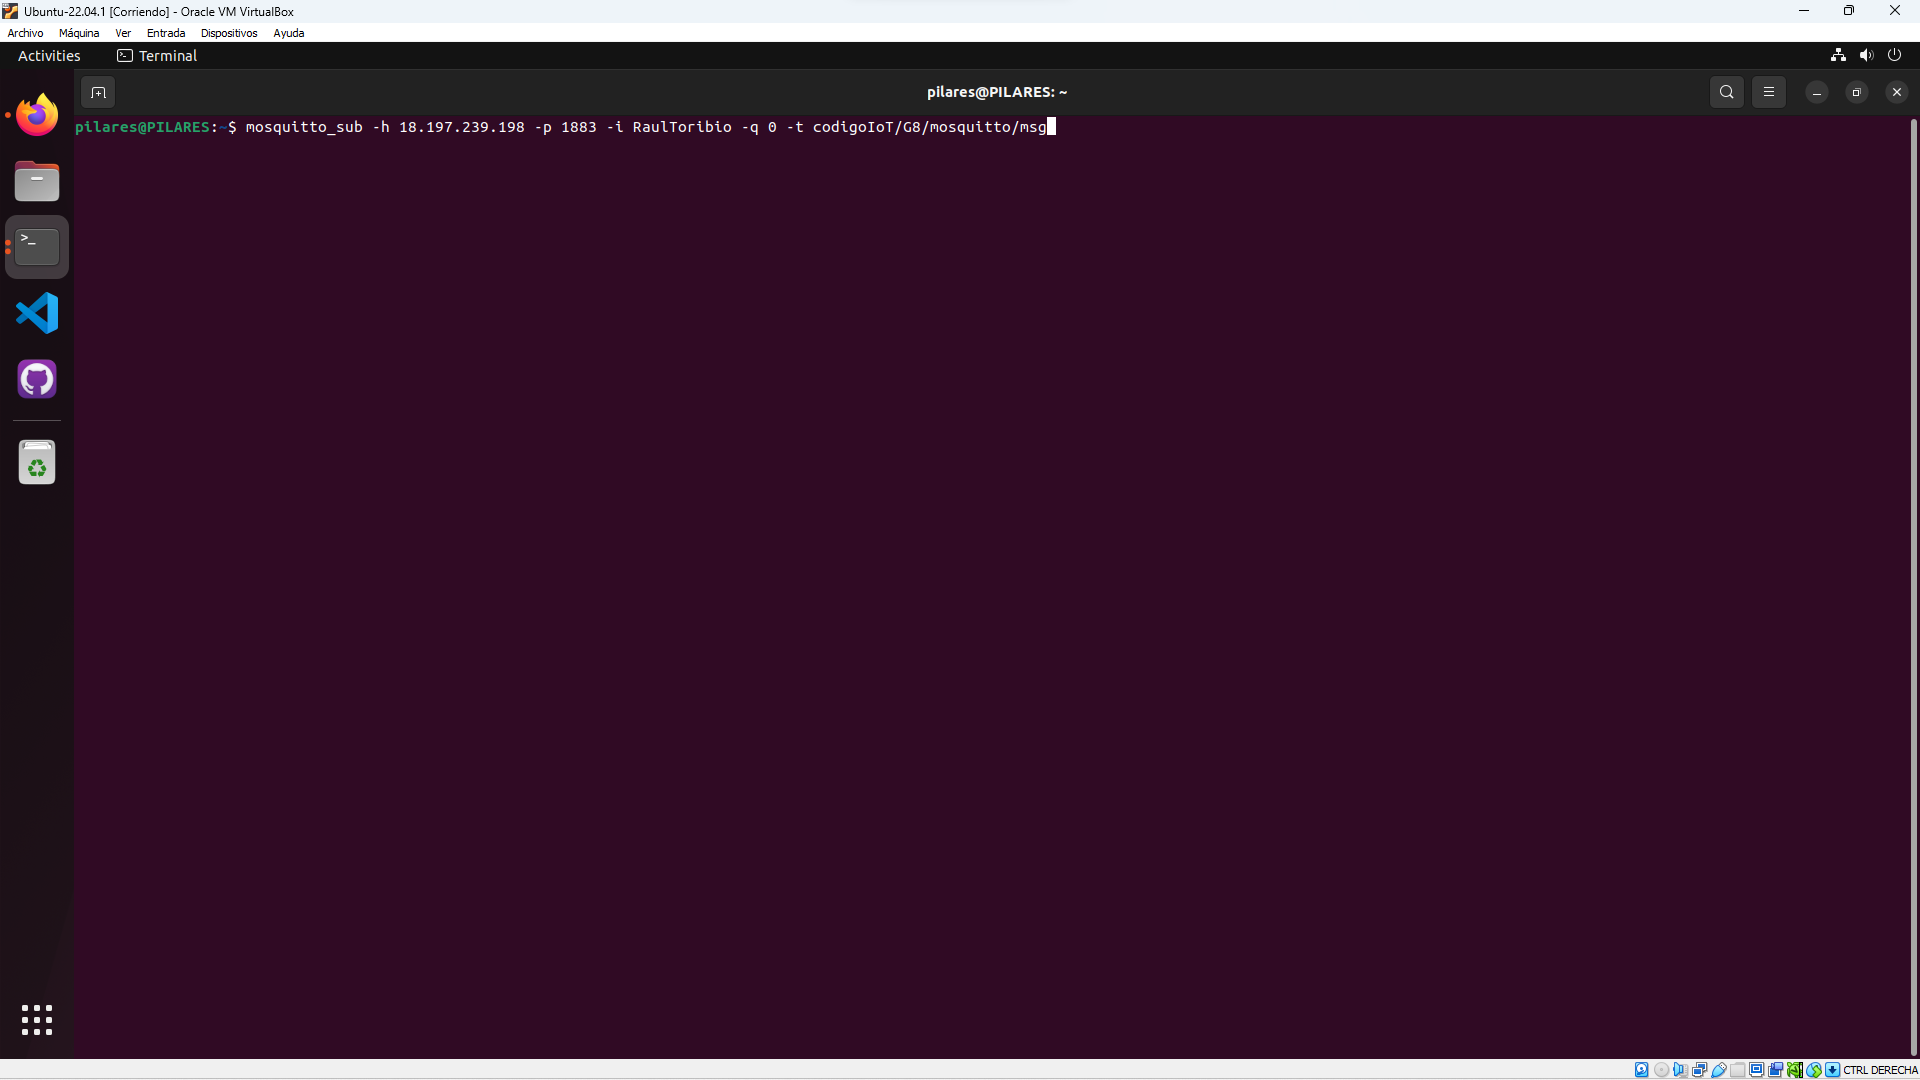 Ubuntu-22.04.1 [Corriendo] - Oracle VM VirtualBox
Archivo Máquina Ver Entrada Dispositivos Ayuda
Activities Terminal
pilares@PILARES: ~
pilares@PILARES:~$ mosquitto_sub -h 18.197.239.198 -p 1883 -i RaulToribio -q 0 -t codigoIoT/G8/mosquitto/msg
CTRL DERECHA